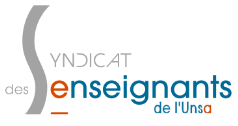 SYNDICAT
des Enseignants
de l'Unsa